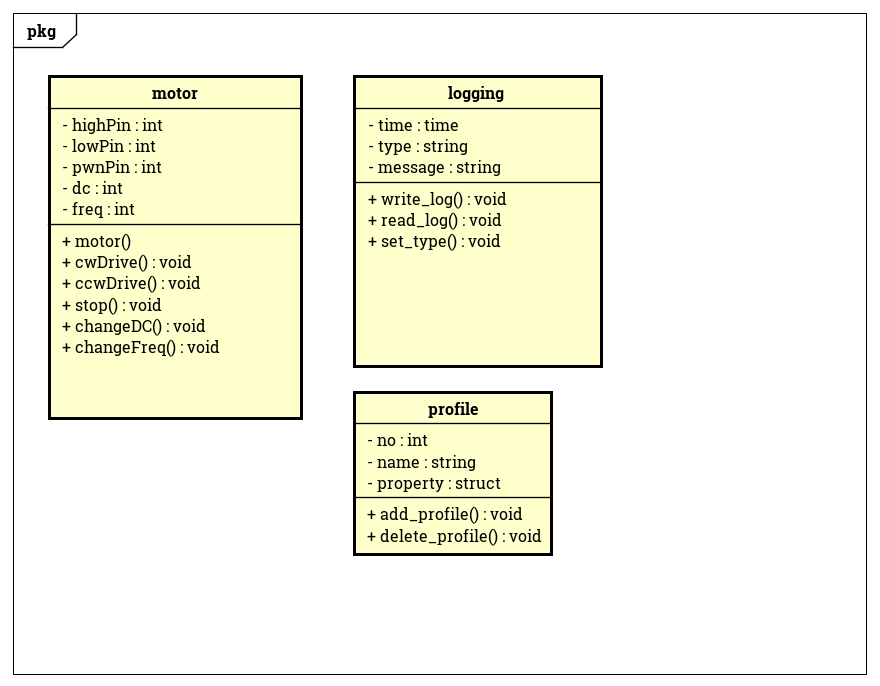 pkg
motor
- highPin : int
- lowPin : int
- pwnPin : int
- dc : int
- freq : int
+ motor()
+ cwDrive() : void
+ ccwDrive() : void
+ stop() : void
+ changeDC() : void
+ changeFreq() : void
logging
- time : time
- type : string
- message : string
+ write_log() : void
+ read_log() : void
+ set_type() : void
profile
- no : int
- name : string
- property : struct
+ add_profile() : void
+ delete_profile() : void